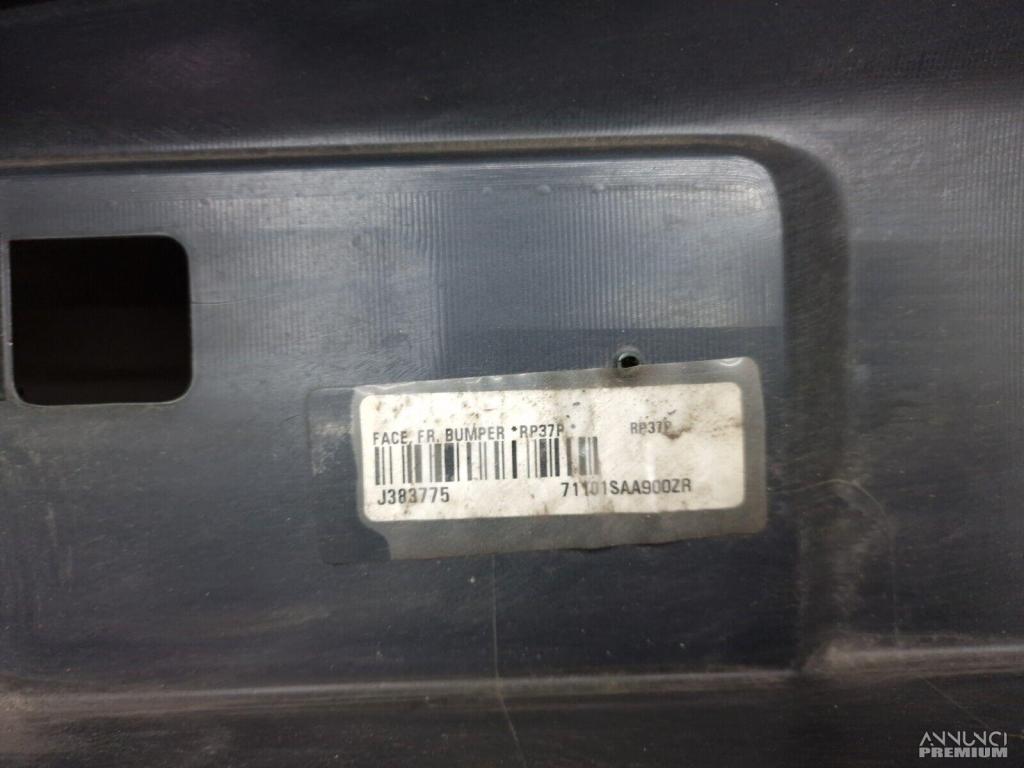 FACE, FR. BUMPER *RP37P* RP37P
J383775 71101SAA900ZR
ANNUNCI
PREMIUM